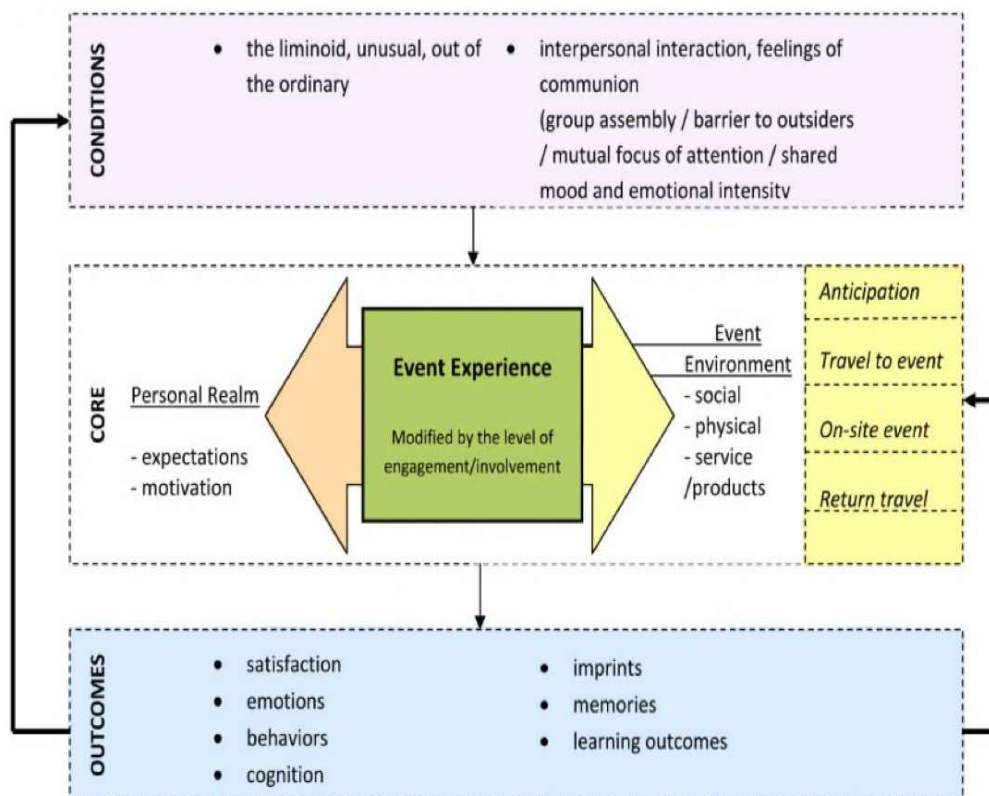 CONDITIONS
• the liminoid, unusual, out of
the ordinary
• interpersonal interaction, feelings of
communion
(group assembly / barrier to outsiders
/ mutual focus of attention / shared
mood and emotional intensity
CORE
Personal Realm
- expectations
- motivation
Event Experience
Modified by the level of
engagement/involvement
Event
Environment
- social
- physical
- service
/products
Anticipation
Travel to event
On-site event
Return travel
OUTCOMES
• satisfaction
• emotions
• behaviors
• cognition
• imprints
• memories
• learning outcomes